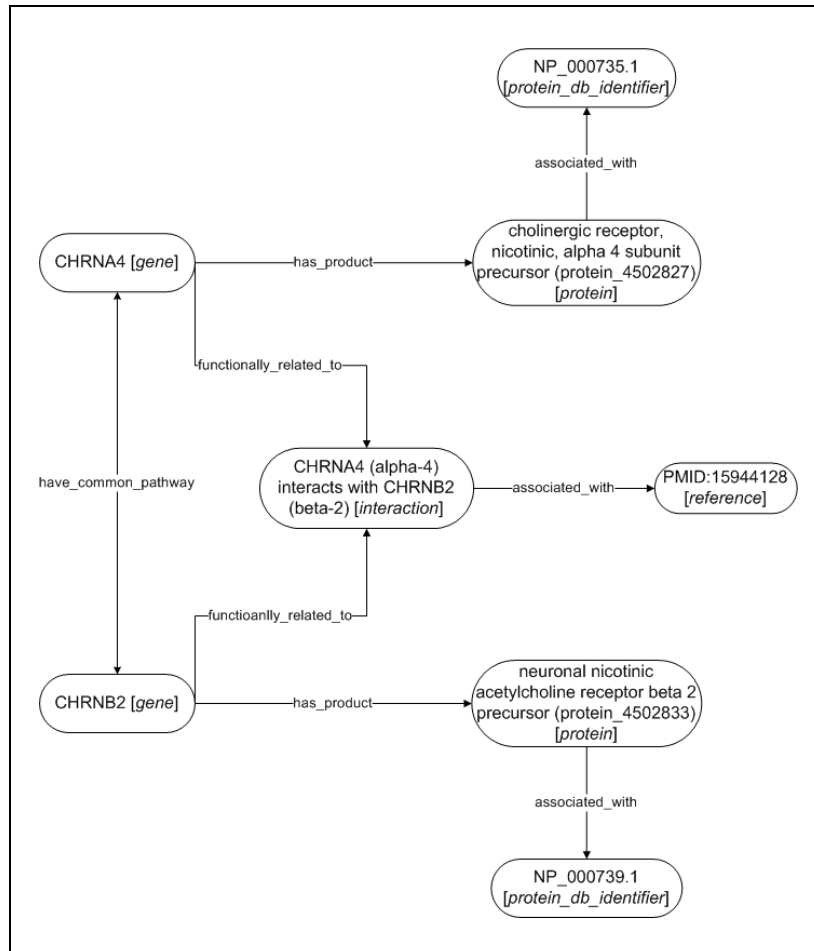 NP_000735.1
[protein_db_identifier]
associated_with
cholinergic receptor,
nicotinic, alpha 4 subunit
precursor (protein_4502827)
[protein]
CHRNA4 [gene]
has_product
functionally_related_to
have_common_pathway
CHRNA4 (alpha-4)
interacts with CHRNB2
(beta-2) [interaction]
associated_with
PMID:15944128
[reference]
functioanlly_related_to
CHRNB2 [gene]
has_product
neuronal nicotinic
acetylcholine receptor beta 2
precursor (protein_4502833)
[protein]
associated_with
NP_000739.1
[protein_db_identifier]